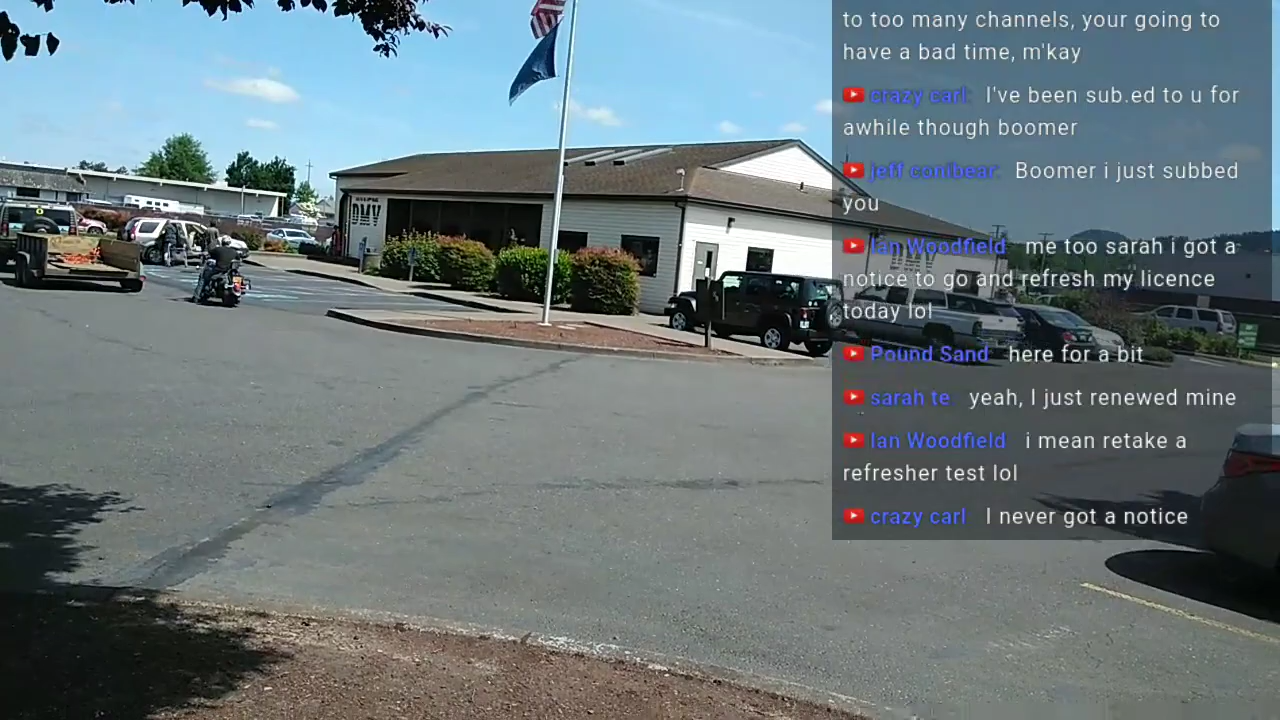 to too many channels, your going to
have a bad time, m'kay
crazy carl: I've been sub.ed to u for
awhile though boomer
jeff conibear: Boomer i just subbed
you
Ian Woodfield me too sarah i got a
notice to go and refresh my licence
today lol
Pound Sand here for a bit
sarah te yeah, I just renewed mine
Ian Woodfield i mean retake a
refresher test lol
crazy carl I never got a notice
DMV
DMV